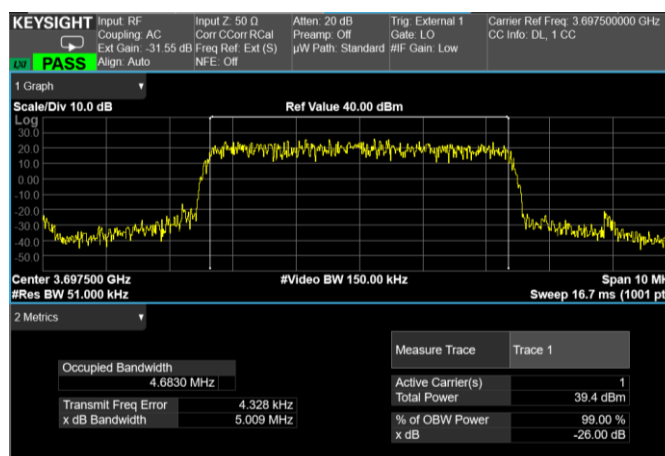 KEYSIGHT Input: RF Input Z: 50 Ω Atten: 20 dB Trig: External 1 Carrier Ref Freq: 3.697500000 GHz
Coupling: AC Corr CCorr RCal Preamp: Off Gate: LO CC Info: DL, 1 CC
Ext Gain: -31.55 dB Freq Ref: Ext (S) µW Path: Standard #IF Gain: Low
LXI PASS Align: Auto NFE: Off
1 Graph
Scale/Div 10.0 dB Ref Value 40.00 dBm
Log
30.0
20.0
10.0
0.00
-10.0
-20.0
-30.0
-40.0
-50.0
Center 3.697500 GHz #Video BW 150.00 kHz Span 10 MH
#Res BW 51.000 kHz Sweep 16.7 ms (1001 pt
2 Metrics
Measure Trace Trace 1
Occupied Bandwidth
4.6830 MHz
Active Carrier(s) 1
Total Power 39.4 dBm
Transmit Freq Error 4.328 kHz
x dB Bandwidth 5.009 MHz
% of OBW Power 99.00 %
x dB -26.00 dB